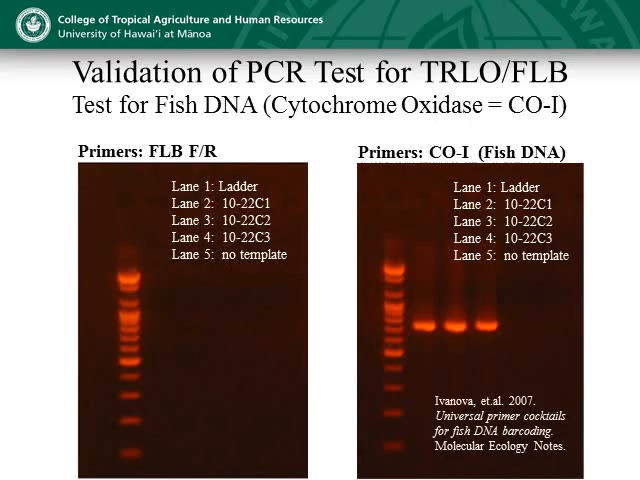 College of Tropical Agriculture and Human Resources
University of Hawai‘i at Mānoa
Validation of PCR Test for TRLO/FLB
Test for Fish DNA (Cytochrome Oxidase = CO-I)
Primers: FLB F/R
Lane 1: Ladder
Lane 2: 10-22C1
Lane 3: 10-22C2
Lane 4: 10-22C3
Lane 5: no template
Primers: CO-I (Fish DNA)
Lane 1: Ladder
Lane 2: 10-22C1
Lane 3: 10-22C2
Lane 4: 10-22C3
Lane 5: no template
Ivanova, et.al. 2007.
Universal primer cocktails
for fish DNA barcoding.
Molecular Ecology Notes.